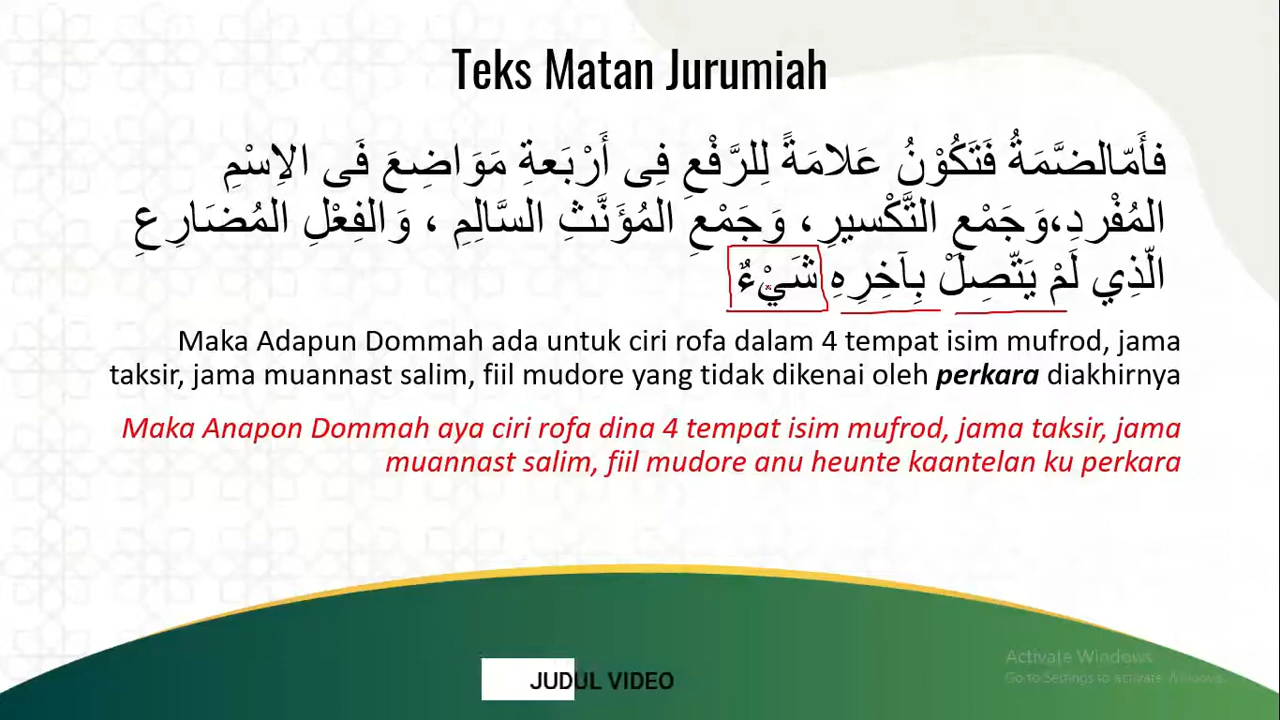 Teks Matan Jurumiah
فأَمّالضَّمَةُ فَتَكُوْنُ عَلامَةً لِلرَّفْعِ فِى أَرْبَعةِ مَوَاضِعَ فَى الاِسْمِ
المُفْردِ،وَجَمْعِ التَّكْسيرِ، وَجَمْعِ المُؤَنَّثِ السَّالِمِ ، وَالفِعْلِ المُضَارِعِ
الّذِي لَمْ يَتّصِلْ بِآخِرِهِ شَيْءٌ
Maka Adapun Dommah ada untuk ciri rofa dalam 4 tempat isim mufrod, jama
taksir, jama muannast salim, fiil mudore yang tidak dikenai oleh perkara diakhirnya
Maka Anapon Dommah aya ciri rofa dina 4 tempat isim mufrod, jama taksir, jama
muannast salim, fiil mudore anu heunte kaantelan ku perkara
Activate Windows
Go to Settings to activate Windows.
JUDUL VIDEO